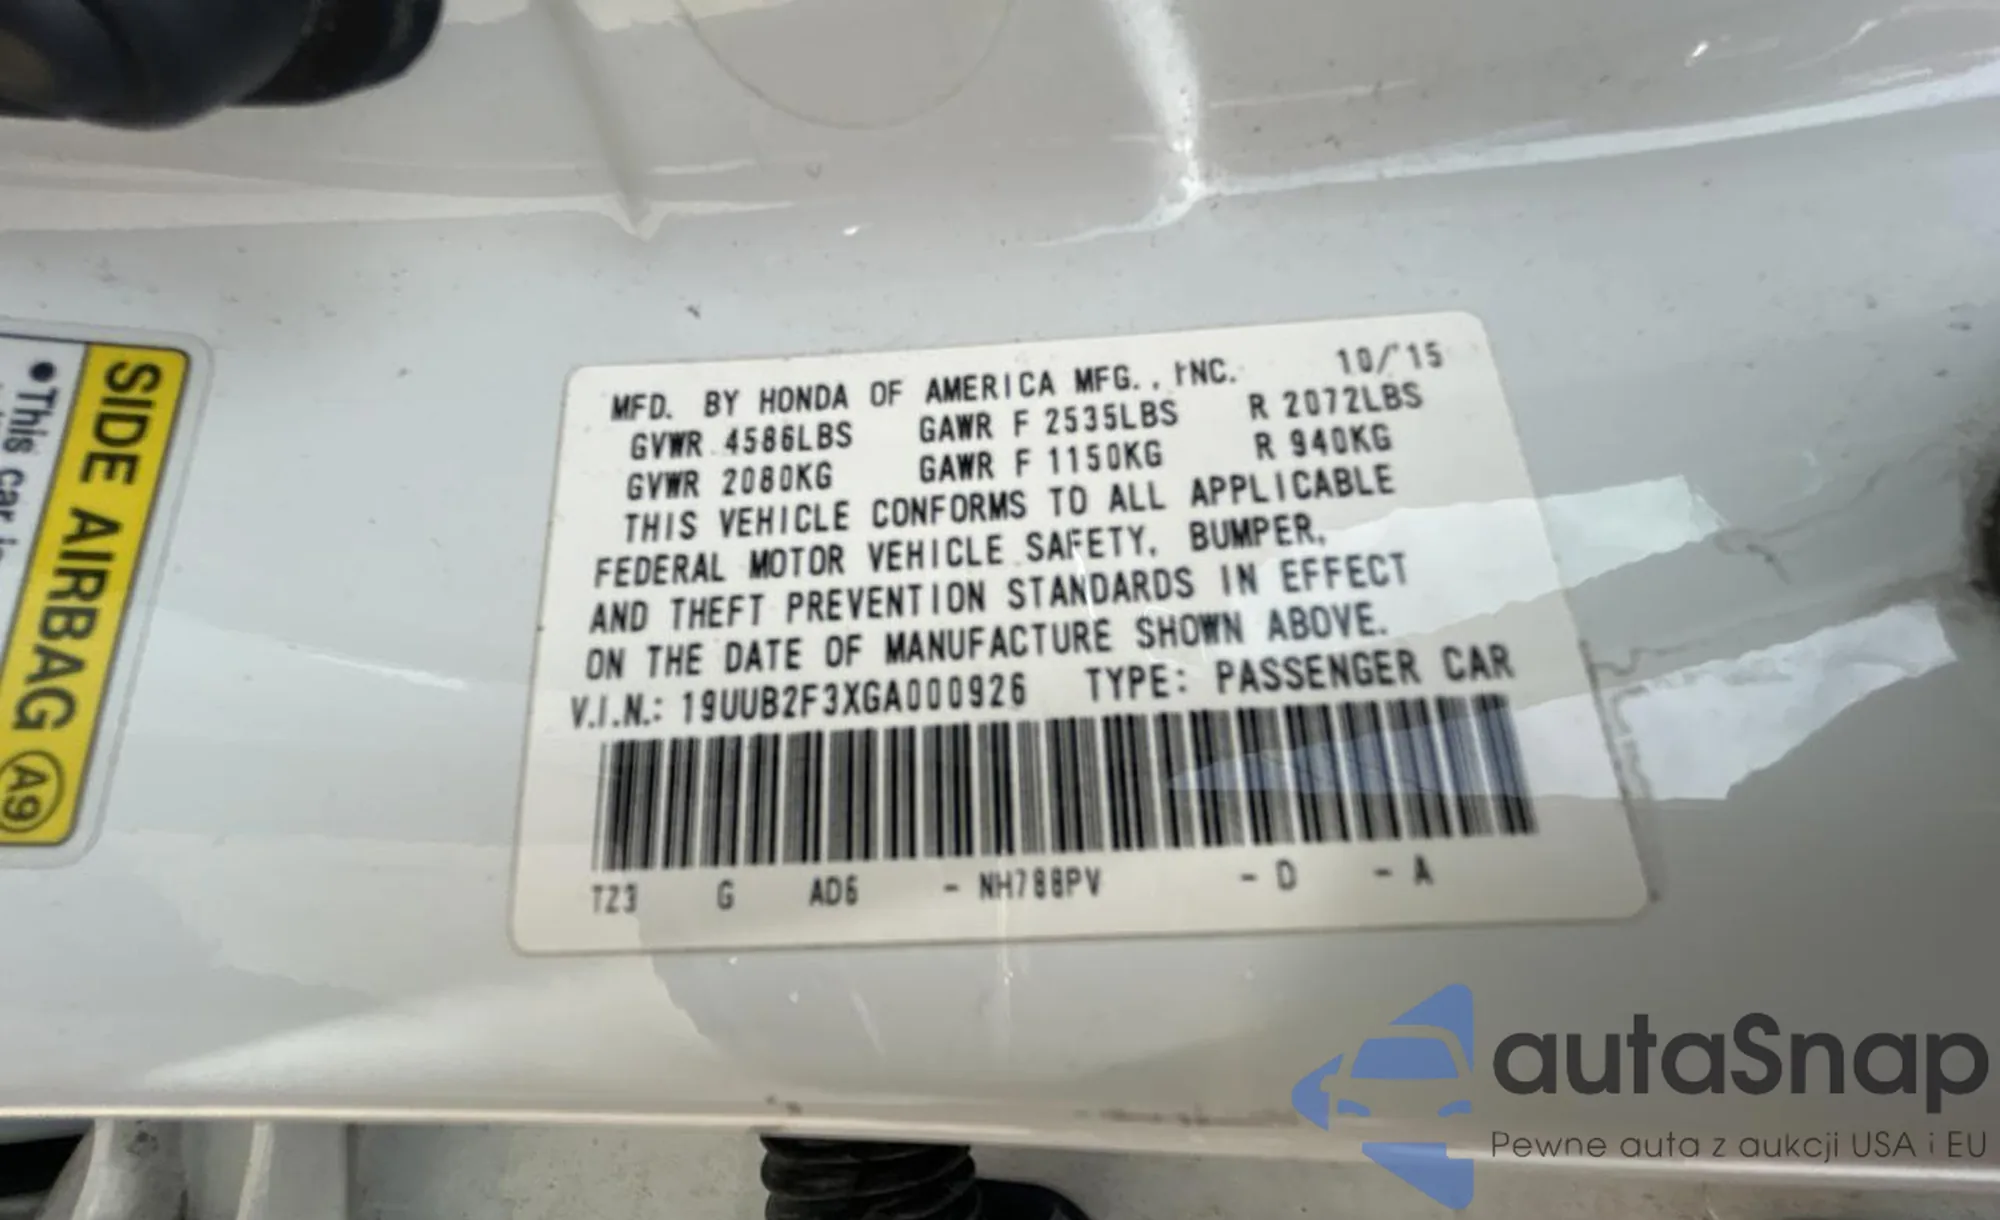 MFD. BY HONDA OF AMERICA MFG., INC. 10/'15
GVWR 4586LBS GAWR F 2535LBS R 2072LBS
GVWR 2080KG GAWR F 1150KG R 940KG
THIS VEHICLE CONFORMS TO ALL APPLICABLE
FEDERAL MOTOR VEHICLE SAFETY, BUMPER,
AND THEFT PREVENTION STANDARDS IN EFFECT
ON THE DATE OF MANUFACTURE SHOWN ABOVE.
V.I.N.: 19UUB2F3XGA000926 TYPE: PASSENGER CAR
TZ3 G AD6 - NH788PV - D - A
SIDE AIRBAG A9
•This car is
autaSnap
Pewne auta z aukcji USA i EU